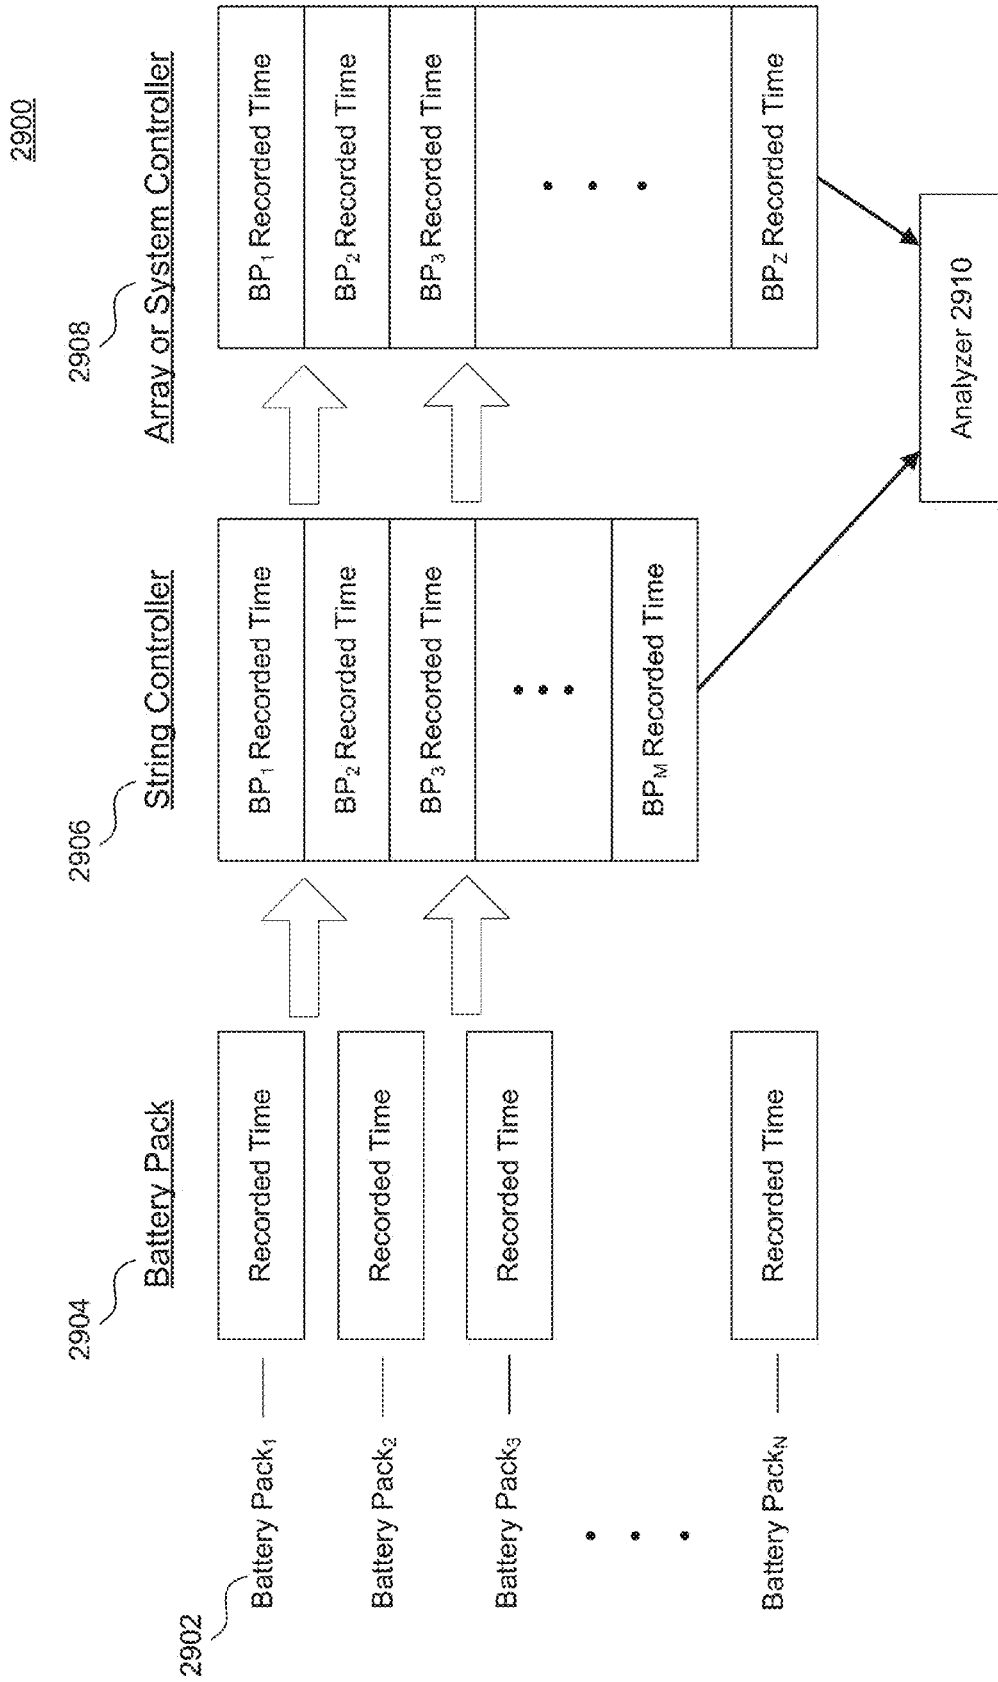 2900
2904
2906
2908
Battery Pack
String Controller
Array or System Controller
2902
Battery Pack1
Recorded Time
BP1 Recorded Time
BP1 Recorded Time
Battery Pack2
Recorded Time
BP2 Recorded Time
BP2 Recorded Time
Battery Pack3
Recorded Time
BP3 Recorded Time
BP3 Recorded Time
BPM Recorded Time
Battery PackN
Recorded Time
BPZ Recorded Time
Analyzer 2910